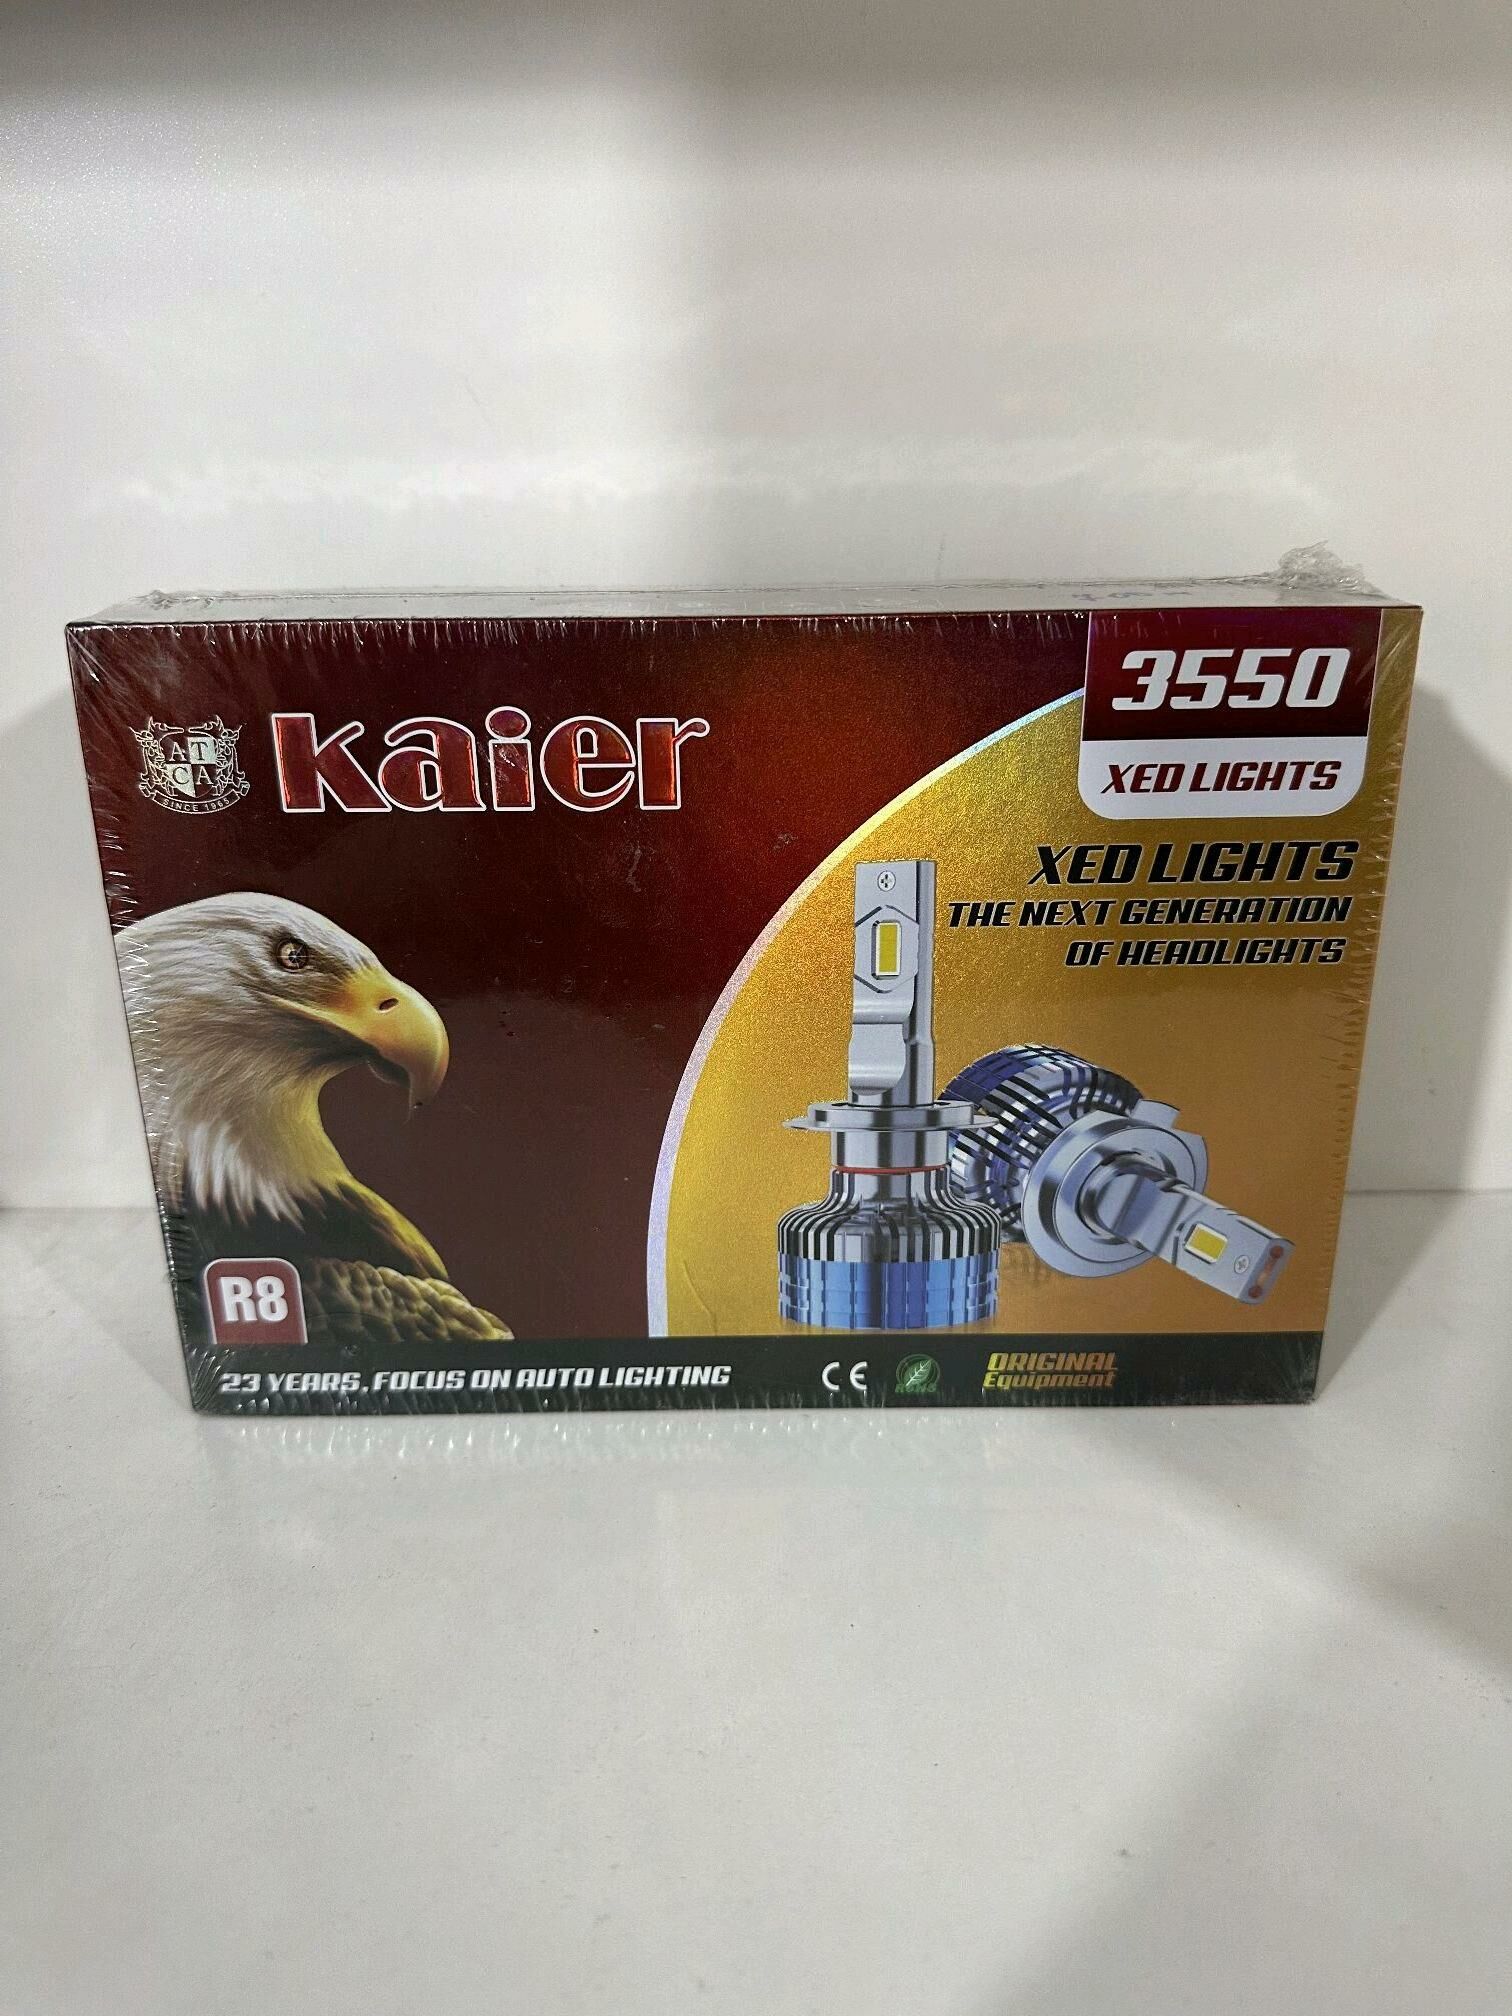 3550
XED LIGHTS
A T
C A
SINCE 1965
kaier
XED LIGHTS
THE NEXT GENERATION
OF HEADLIGHTS
R8
23 YEARS, FOCUS ON AUTO LIGHTING
CE
ROHS
ORIGINAL
Equipment